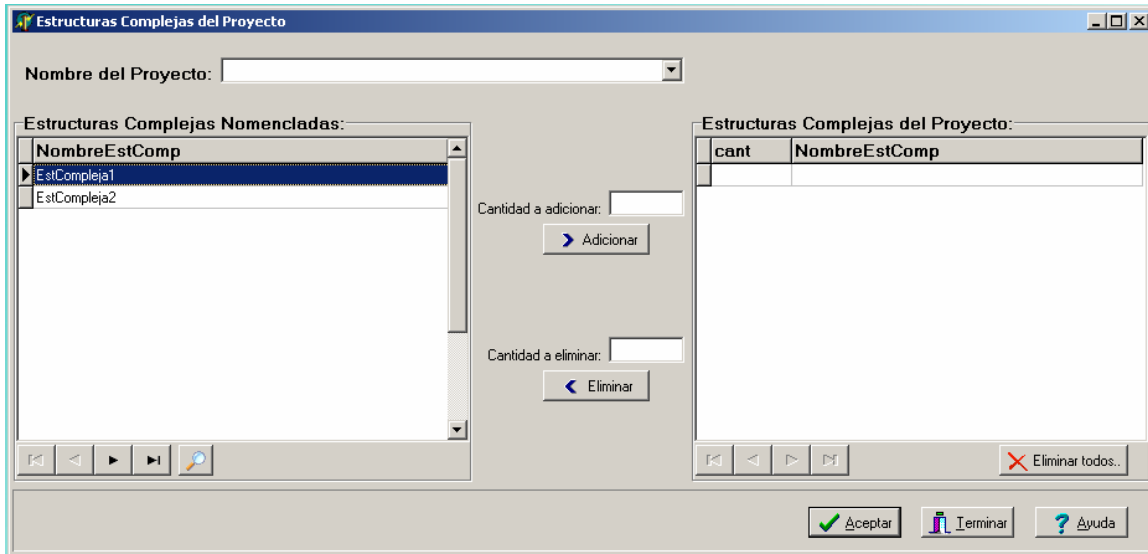 Estructuras Complejas del Proyecto
Nombre del Proyecto:
Estructuras Complejas Nomencladas:
NombreEstComp
EstCompleja1
EstCompleja2
Cantidad a adicionar:
Adicionar
Cantidad a eliminar:
Eliminar
Estructuras Complejas del Proyecto:
cant NombreEstComp
Eliminar todos..
Aceptar Terminar Ayuda